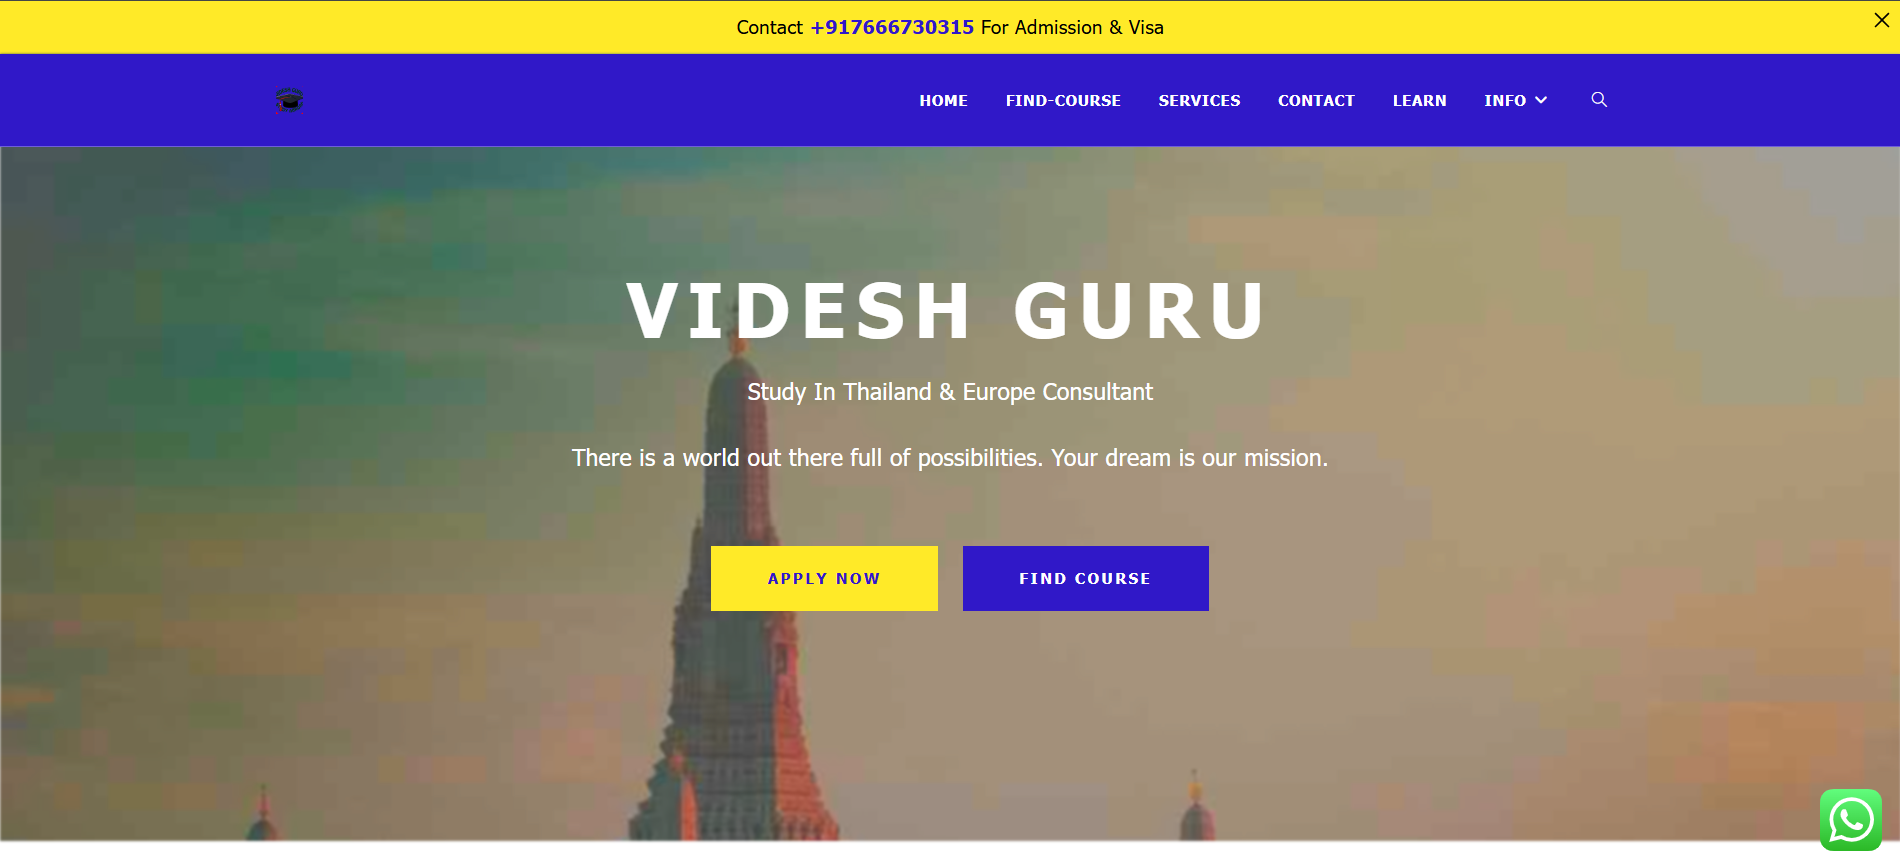 Contact +917666730315 For Admission & Visa
HOME FIND-COURSE SERVICES CONTACT LEARN INFO
VIDESH GURU
Study In Thailand & Europe Consultant
There is a world out there full of possibilities. Your dream is our mission.
APPLY NOW FIND COURSE